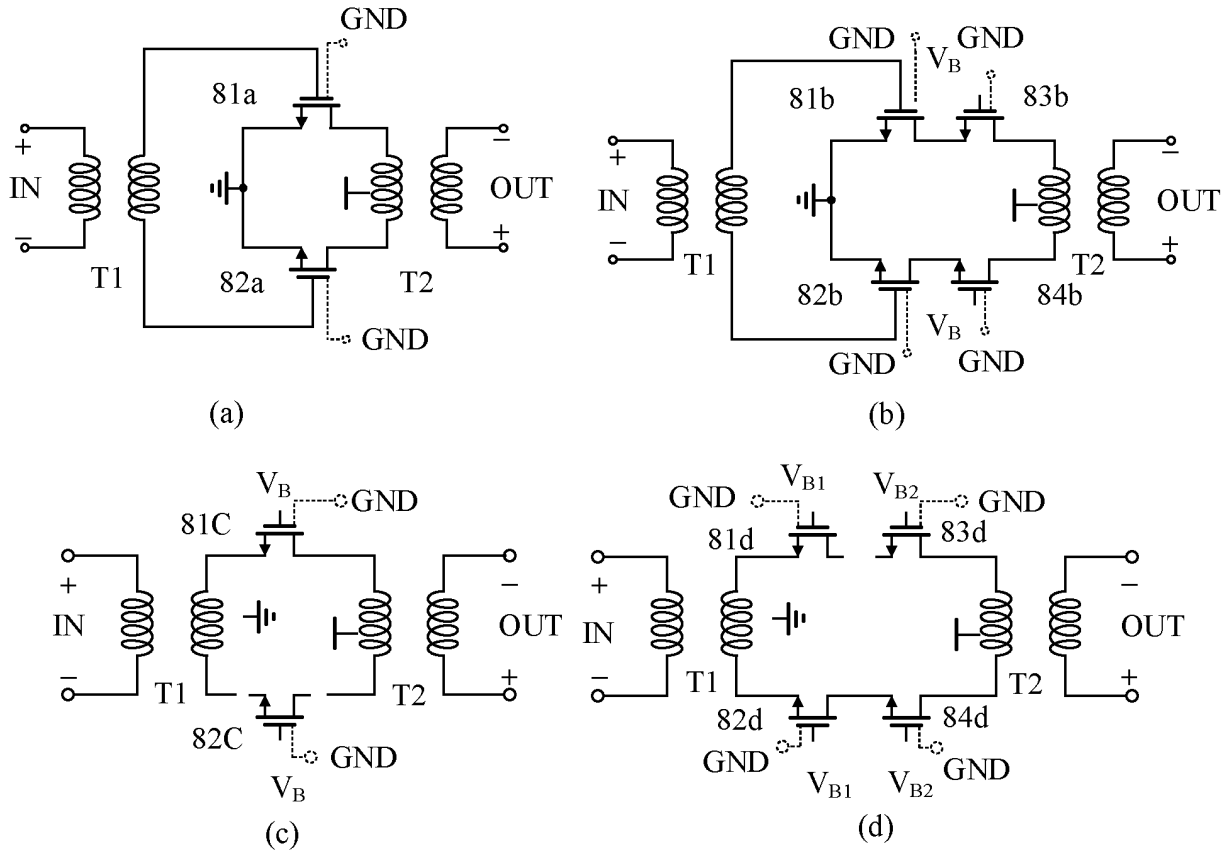 GND
81a
+
−
IN
OUT
−
+
T1
82a
T2
GND
(a)
GND
V_B
GND
81b
83b
+
−
IN
OUT
−
+
T1
82b
V_B
84b
T2
GND
GND
(b)
V_B
GND
81C
+
−
IN
OUT
−
+
T1
T2
82C
GND
V_B
(c)
V_B1
V_B2
GND
GND
81d
83d
+
−
IN
OUT
−
+
T1
T2
82d
84d
GND
GND
V_B1
V_B2
(d)